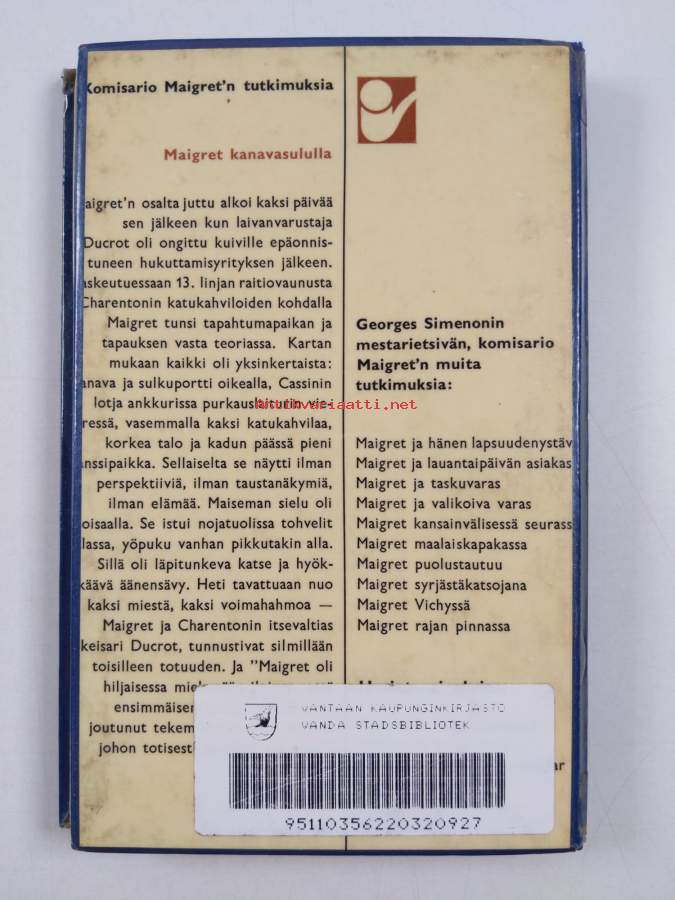 Komisario Maigret'n tutkimuksia
Maigret kanavasululla
aigret'n osalta juttu alkoi kaksi päivää
sen jälkeen kun laivanvarustaja
Ducrot oli ongittu kuiville epäonnis-
tuneen hukuttamisyrityksen jälkeen.
askeutuessaan 13. linjan raitiovaunusta
Charentonin katukahviloiden kohdalla
Maigret tunsi tapahtumapaikan ja
tapauksen vasta teoriassa. Kartan
mukaan kaikki oli yksinkertaista:
anava ja sulkuportti oikealla, Cassinin
lotja ankkurissa purkauslaiturin vie-
ressä, vasemmalla kaksi katukahvilaa,
korkea talo ja kadun päässä pieni
anssipaikka. Sellaiselta se näytti ilman
perspektiiviä, ilman taustanäkymiä,
ilman elämää. Maiseman sielu oli
oisaalla. Se istui nojatuolissa tohvelit
lassa, yöpuku vanhan pikkutakin alla.
Sillä oli läpitunkeva katse ja hyök-
käävä äänensävy. Heti tavattuaan nuo
kaksi miestä, kaksi voimahahmoa —
Maigret ja Charentonin itsevaltias
keisari Ducrot, tunnustivat silmillään
toisilleen totuuden. Ja "Maigret oli
hiljaisessa
ensimmäisen
joutunut
johon
Georges Simenonin
mestarietsivän, komisario
Maigret'n muita
tutkimuksia:
Maigret ja hänen lapsuudenystäv
Maigret ja lauantaipäivän asiakas
Maigret ja taskuvaras
Maigret ja valikoiva varas
Maigret kansainvälisessä seurass
Maigret maalaiskapakassa
Maigret puolustautuu
Maigret syrjästäkatsojana
Maigret Vichyssä
Maigret rajan pinnassa
ar
Antikvariaatti.net
VANTAAN KAUPUNGINKIRJASTO
VANDA STADSBIBLIOTEK
95110356220320927